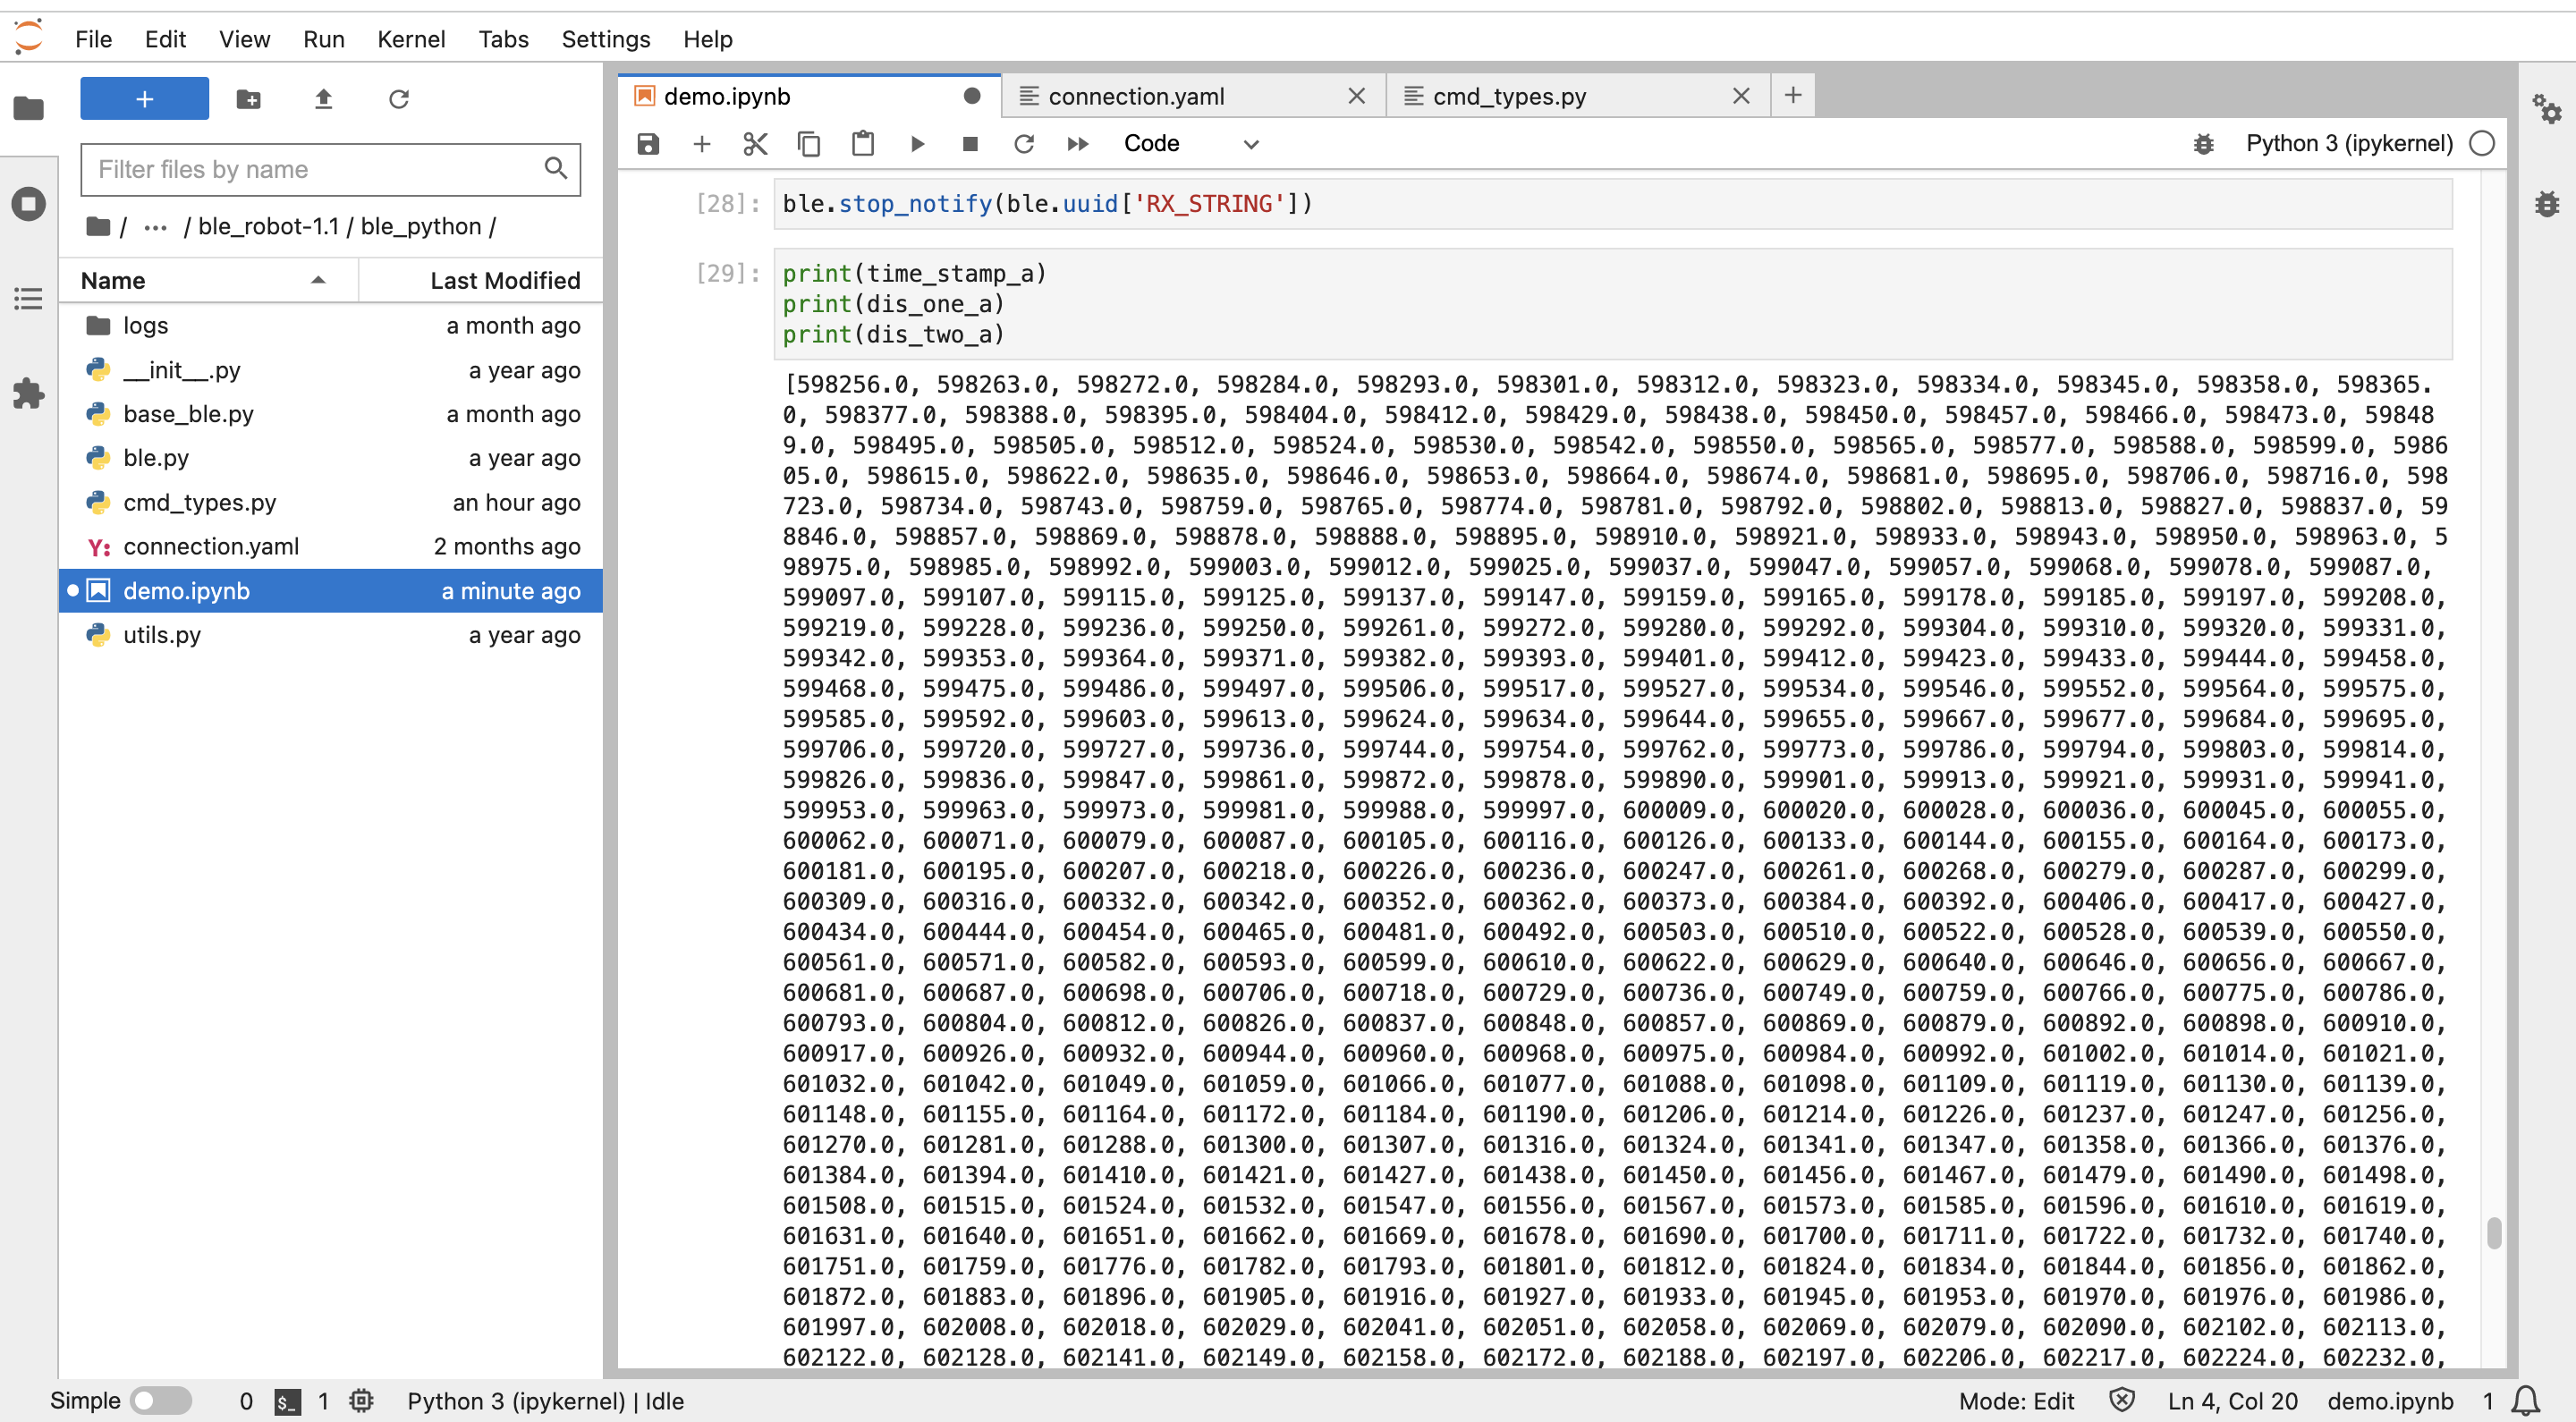 File Edit View Run Kernel Tabs Settings Help
+
Filter files by name
/ ··· / ble_robot-1.1 / ble_python /
Name Last Modified
logs a month ago
__init__.py a year ago
base_ble.py a month ago
ble.py a year ago
cmd_types.py an hour ago
Y: connection.yaml 2 months ago
demo.ipynb a minute ago
utils.py a year ago
demo.ipynb connection.yaml cmd_types.py
Code Python 3 (ipykernel)
[28]: ble.stop_notify(ble.uuid['RX_STRING'])
[29]: print(time_stamp_a)
print(dis_one_a)
print(dis_two_a)
[598256.0, 598263.0, 598272.0, 598284.0, 598293.0, 598301.0, 598312.0, 598323.0, 598334.0, 598345.0, 598358.0, 598365.
0, 598377.0, 598388.0, 598395.0, 598404.0, 598412.0, 598429.0, 598438.0, 598450.0, 598457.0, 598466.0, 598473.0, 59848
9.0, 598495.0, 598505.0, 598512.0, 598524.0, 598530.0, 598542.0, 598550.0, 598565.0, 598577.0, 598588.0, 598599.0, 5986
05.0, 598615.0, 598622.0, 598635.0, 598646.0, 598653.0, 598664.0, 598674.0, 598681.0, 598695.0, 598706.0, 598716.0, 598
723.0, 598734.0, 598743.0, 598759.0, 598765.0, 598774.0, 598781.0, 598792.0, 598802.0, 598813.0, 598827.0, 598837.0, 59
8846.0, 598857.0, 598869.0, 598878.0, 598888.0, 598895.0, 598910.0, 598921.0, 598933.0, 598943.0, 598950.0, 598963.0, 5
98975.0, 598985.0, 598992.0, 599003.0, 599012.0, 599025.0, 599037.0, 599047.0, 599057.0, 599068.0, 599078.0, 599087.0,
599097.0, 599107.0, 599115.0, 599125.0, 599137.0, 599147.0, 599159.0, 599165.0, 599178.0, 599185.0, 599197.0, 599208.0,
599219.0, 599228.0, 599236.0, 599250.0, 599261.0, 599272.0, 599280.0, 599292.0, 599304.0, 599310.0, 599320.0, 599331.0,
599342.0, 599353.0, 599364.0, 599371.0, 599382.0, 599393.0, 599401.0, 599412.0, 599423.0, 599433.0, 599444.0, 599458.0,
599468.0, 599475.0, 599486.0, 599497.0, 599506.0, 599517.0, 599527.0, 599534.0, 599546.0, 599552.0, 599564.0, 599575.0,
599585.0, 599592.0, 599603.0, 599613.0, 599624.0, 599634.0, 599644.0, 599655.0, 599667.0, 599677.0, 599684.0, 599695.0,
599706.0, 599720.0, 599727.0, 599736.0, 599744.0, 599754.0, 599762.0, 599773.0, 599786.0, 599794.0, 599803.0, 599814.0,
599826.0, 599836.0, 599847.0, 599861.0, 599872.0, 599878.0, 599890.0, 599901.0, 599913.0, 599921.0, 599931.0, 599941.0,
599953.0, 599963.0, 599973.0, 599981.0, 599988.0, 599997.0, 600009.0, 600020.0, 600028.0, 600036.0, 600045.0, 600055.0,
600062.0, 600071.0, 600079.0, 600087.0, 600105.0, 600116.0, 600126.0, 600133.0, 600144.0, 600155.0, 600164.0, 600173.0,
600181.0, 600195.0, 600207.0, 600218.0, 600226.0, 600236.0, 600247.0, 600261.0, 600268.0, 600279.0, 600287.0, 600299.0,
600309.0, 600316.0, 600332.0, 600342.0, 600352.0, 600362.0, 600373.0, 600384.0, 600392.0, 600406.0, 600417.0, 600427.0,
600434.0, 600444.0, 600454.0, 600465.0, 600481.0, 600492.0, 600503.0, 600510.0, 600522.0, 600528.0, 600539.0, 600550.0,
600561.0, 600571.0, 600582.0, 600593.0, 600599.0, 600610.0, 600622.0, 600629.0, 600640.0, 600646.0, 600656.0, 600667.0,
600681.0, 600687.0, 600698.0, 600706.0, 600718.0, 600729.0, 600736.0, 600749.0, 600759.0, 600766.0, 600775.0, 600786.0,
600793.0, 600804.0, 600812.0, 600826.0, 600837.0, 600848.0, 600857.0, 600869.0, 600879.0, 600892.0, 600898.0, 600910.0,
600917.0, 600926.0, 600932.0, 600944.0, 600960.0, 600968.0, 600975.0, 600984.0, 600992.0, 601002.0, 601014.0, 601021.0,
601032.0, 601042.0, 601049.0, 601059.0, 601066.0, 601077.0, 601088.0, 601098.0, 601109.0, 601119.0, 601130.0, 601139.0,
601148.0, 601155.0, 601164.0, 601172.0, 601184.0, 601190.0, 601206.0, 601214.0, 601226.0, 601237.0, 601247.0, 601256.0,
601270.0, 601281.0, 601288.0, 601300.0, 601307.0, 601316.0, 601324.0, 601341.0, 601347.0, 601358.0, 601366.0, 601376.0,
601384.0, 601394.0, 601410.0, 601421.0, 601427.0, 601438.0, 601450.0, 601456.0, 601467.0, 601479.0, 601490.0, 601498.0,
601508.0, 601515.0, 601524.0, 601532.0, 601547.0, 601556.0, 601567.0, 601573.0, 601585.0, 601596.0, 601610.0, 601619.0,
601631.0, 601640.0, 601651.0, 601662.0, 601669.0, 601678.0, 601690.0, 601700.0, 601711.0, 601722.0, 601732.0, 601740.0,
601751.0, 601759.0, 601776.0, 601782.0, 601793.0, 601801.0, 601812.0, 601824.0, 601834.0, 601844.0, 601856.0, 601862.0,
601872.0, 601883.0, 601896.0, 601905.0, 601916.0, 601927.0, 601933.0, 601945.0, 601953.0, 601970.0, 601976.0, 601986.0,
601997.0, 602008.0, 602018.0, 602029.0, 602041.0, 602051.0, 602058.0, 602069.0, 602079.0, 602090.0, 602102.0, 602113.0,
602122.0, 602128.0, 602141.0, 602149.0, 602158.0, 602172.0, 602188.0, 602197.0, 602206.0, 602217.0, 602224.0, 602232.0,
Simple 0 $_ 1 Python 3 (ipykernel) | Idle Mode: Edit Ln 4, Col 20 demo.ipynb 1